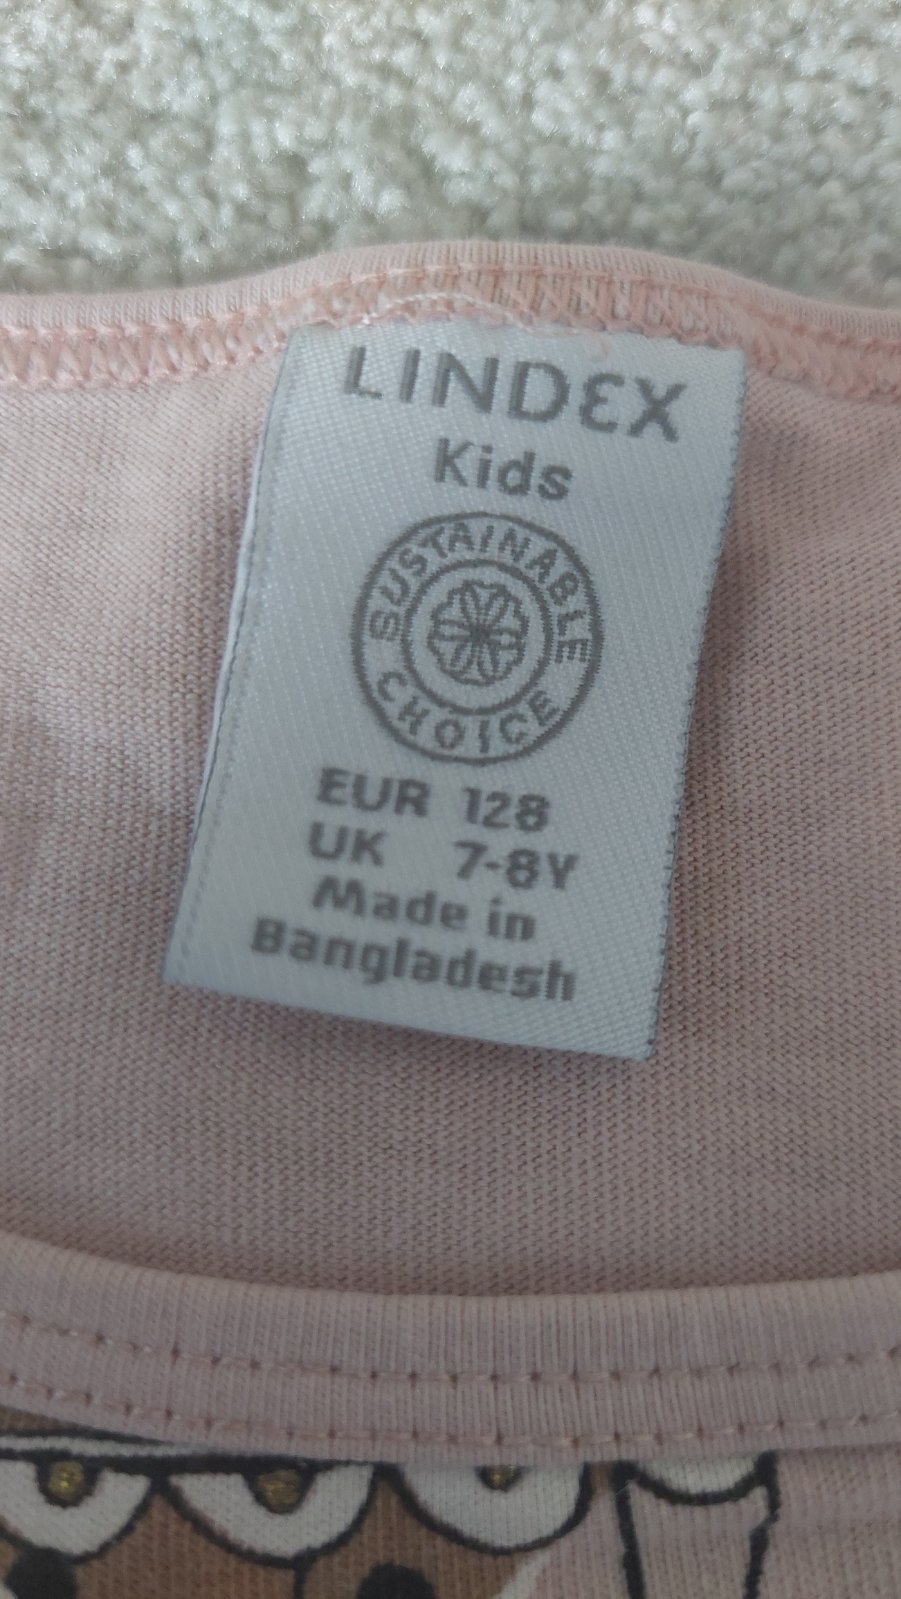 LINDEX
Kids
SUSTAINABLE
CHOICE
EUR 128
UK 7-8Y
Made in
Bangladesh